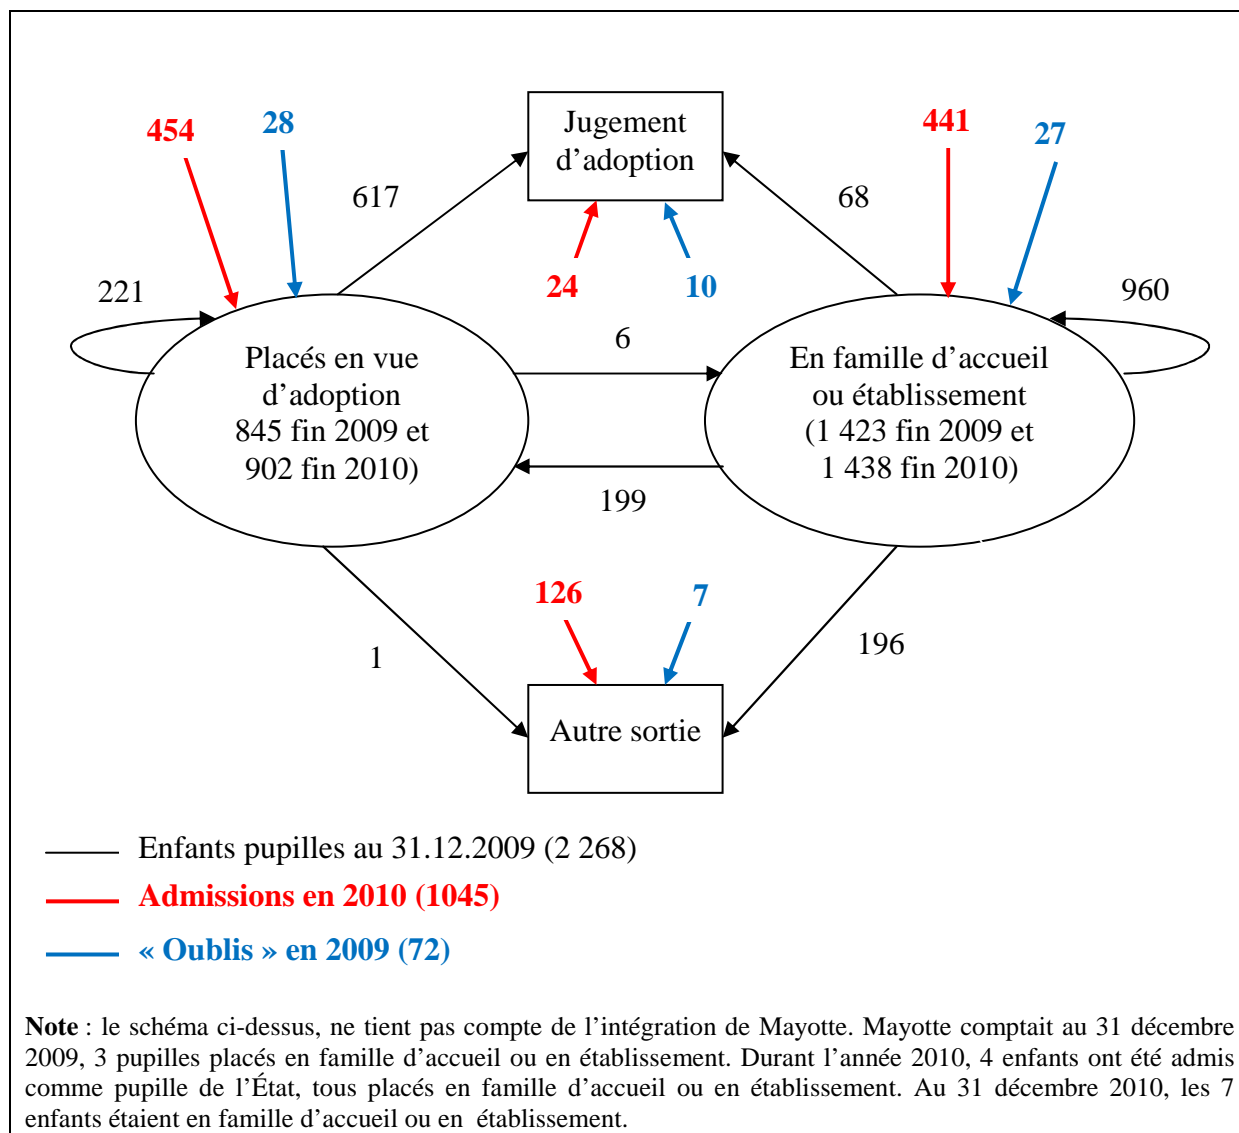 454
28
Jugement
d’adoption
441
27
617
68
24
10
221
960
6
Placés en vue
d’adoption
845 fin 2009 et
902 fin 2010)
En famille d’accueil
ou établissement
(1 423 fin 2009 et
1 438 fin 2010)
199
126
7
1
196
Autre sortie
Enfants pupilles au 31.12.2009 (2 268)
Admissions en 2010 (1045)
« Oublis » en 2009 (72)
Note : le schéma ci-dessus, ne tient pas compte de l’intégration de Mayotte. Mayotte comptait au 31 décembre
2009, 3 pupilles placés en famille d’accueil ou en établissement. Durant l’année 2010, 4 enfants ont été admis
comme pupille de l’État, tous placés en famille d’accueil ou en établissement. Au 31 décembre 2010, les 7
enfants étaient en famille d’accueil ou en établissement.